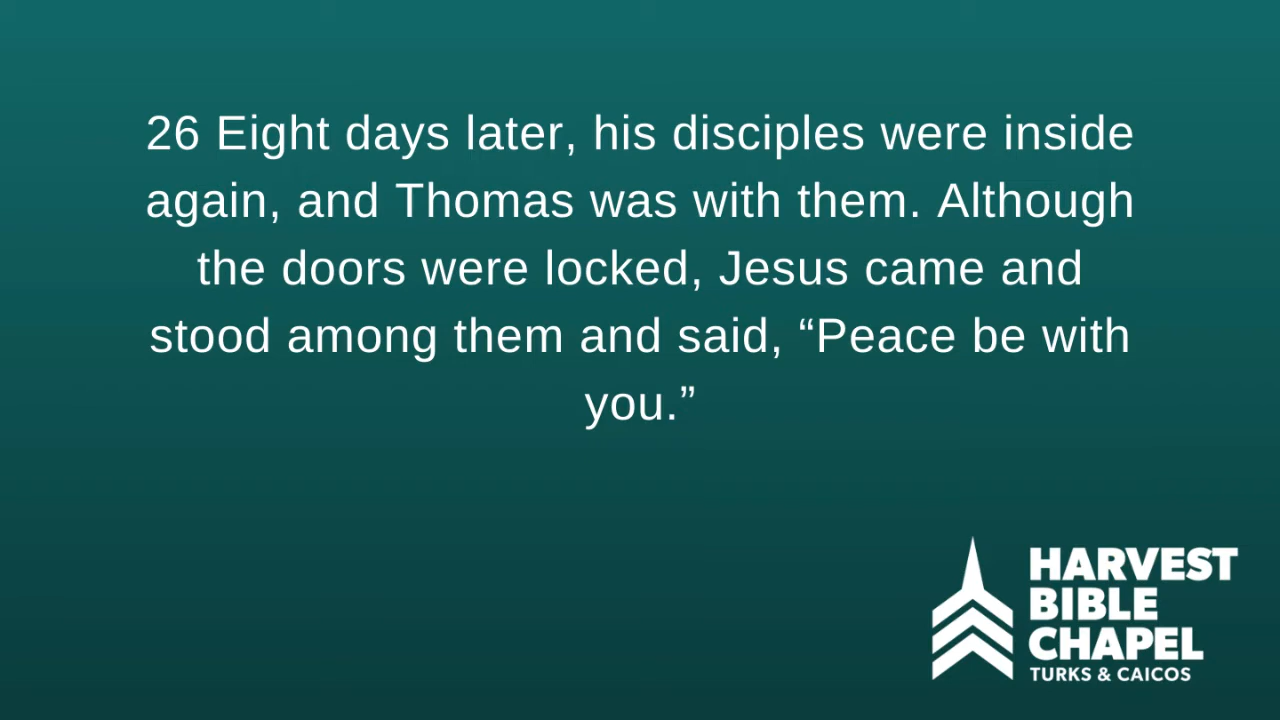 26 Eight days later, his disciples were inside
again, and Thomas was with them. Although
the doors were locked, Jesus came and
stood among them and said, “Peace be with
you.”
HARVEST
BIBLE
CHAPEL
TURKS & CAICOS